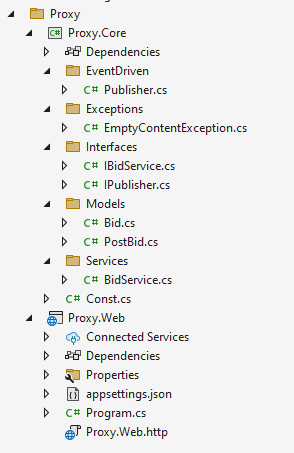 Proxy
Proxy.Core
Dependencies
EventDriven
C# Publisher.cs
Exceptions
C# EmptyContentException.cs
Interfaces
C# IBidService.cs
C# IPublisher.cs
Models
C# Bid.cs
C# PostBid.cs
Services
C# BidService.cs
C# Const.cs
Proxy.Web
Connected Services
Dependencies
Properties
appsettings.json
C# Program.cs
Proxy.Web.http